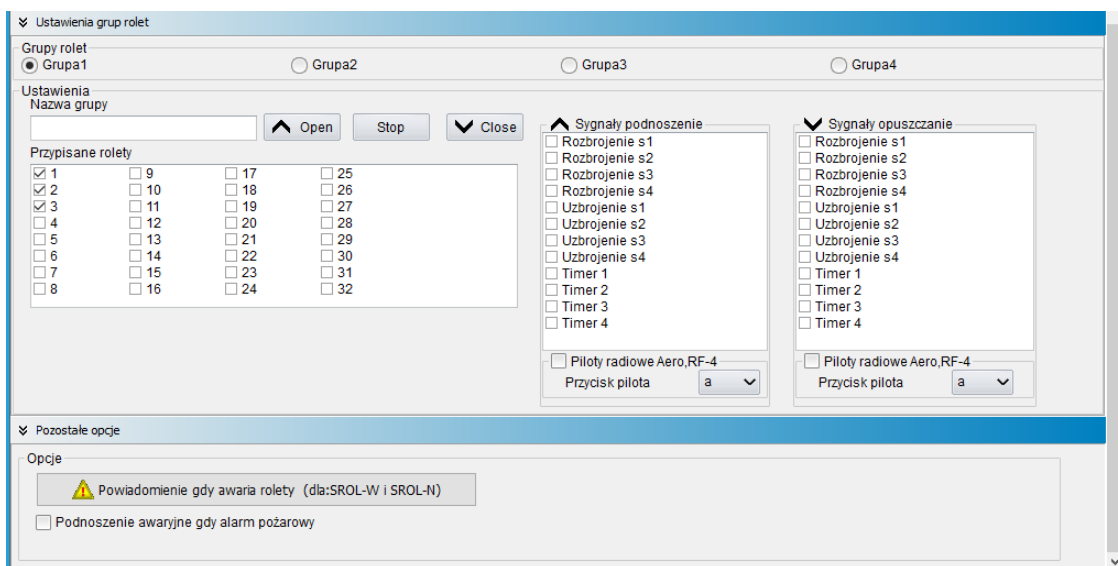 Ustawienia grup rolet
Grupy rolet
Grupa1 Grupa2 Grupa3 Grupa4
Ustawienia
Nazwa grupy
Open Stop Close
Przypisane rolety
1 9 17 25
2 10 18 26
3 11 19 27
4 12 20 28
5 13 21 29
6 14 22 30
7 15 23 31
8 16 24 32
Sygnały podnoszenie
Rozbrojenie s1
Rozbrojenie s2
Rozbrojenie s3
Rozbrojenie s4
Uzbrojenie s1
Uzbrojenie s2
Uzbrojenie s3
Uzbrojenie s4
Timer 1
Timer 2
Timer 3
Timer 4
Piloty radiowe Aero,RF-4
Przycisk pilota a
Sygnały opuszczanie
Rozbrojenie s1
Rozbrojenie s2
Rozbrojenie s3
Rozbrojenie s4
Uzbrojenie s1
Uzbrojenie s2
Uzbrojenie s3
Uzbrojenie s4
Timer 1
Timer 2
Timer 3
Timer 4
Piloty radiowe Aero,RF-4
Przycisk pilota a
Pozostałe opcje
Opcje
Powiadomienie gdy awaria rolety (dla:SROL-W i SROL-N)
Podnoszenie awaryjne gdy alarm pożarowy